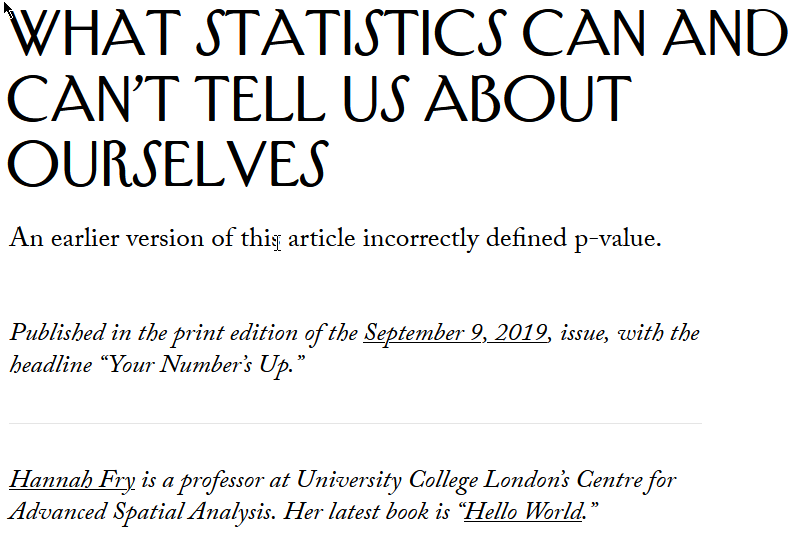 WHAT STATISTICS CAN AND
CAN'T TELL US ABOUT
OURSELVES
An earlier version of this article incorrectly defined p-value.
Published in the print edition of the September 9, 2019, issue, with the
headline “Your Number’s Up.”
Hannah Fry is a professor at University College London’s Centre for
Advanced Spatial Analysis. Her latest book is “Hello World.”